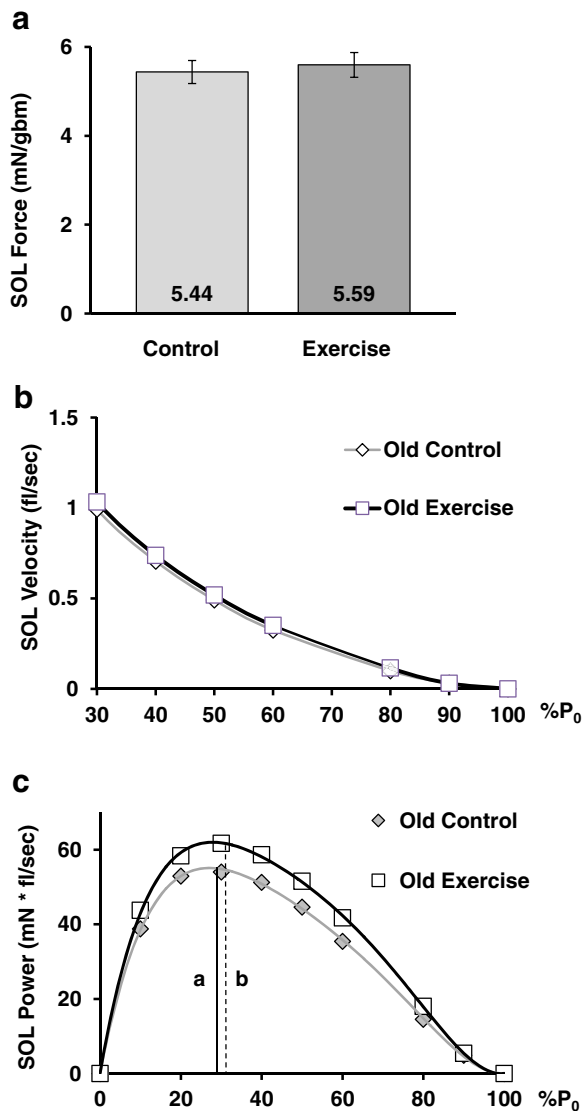 a
SOL Force (mN/gbm)
6
4
2
0
5.44
5.59
Control
Exercise
b
SOL Velocity (fl/sec)
1.5
1
0.5
0
Old Control
Old Exercise
30 40 50 60 70 80 90 100 %P0
c
SOL Power (mN * fl/sec)
60
40
20
0
Old Control
Old Exercise
a b
0 20 40 60 80 100 %P0